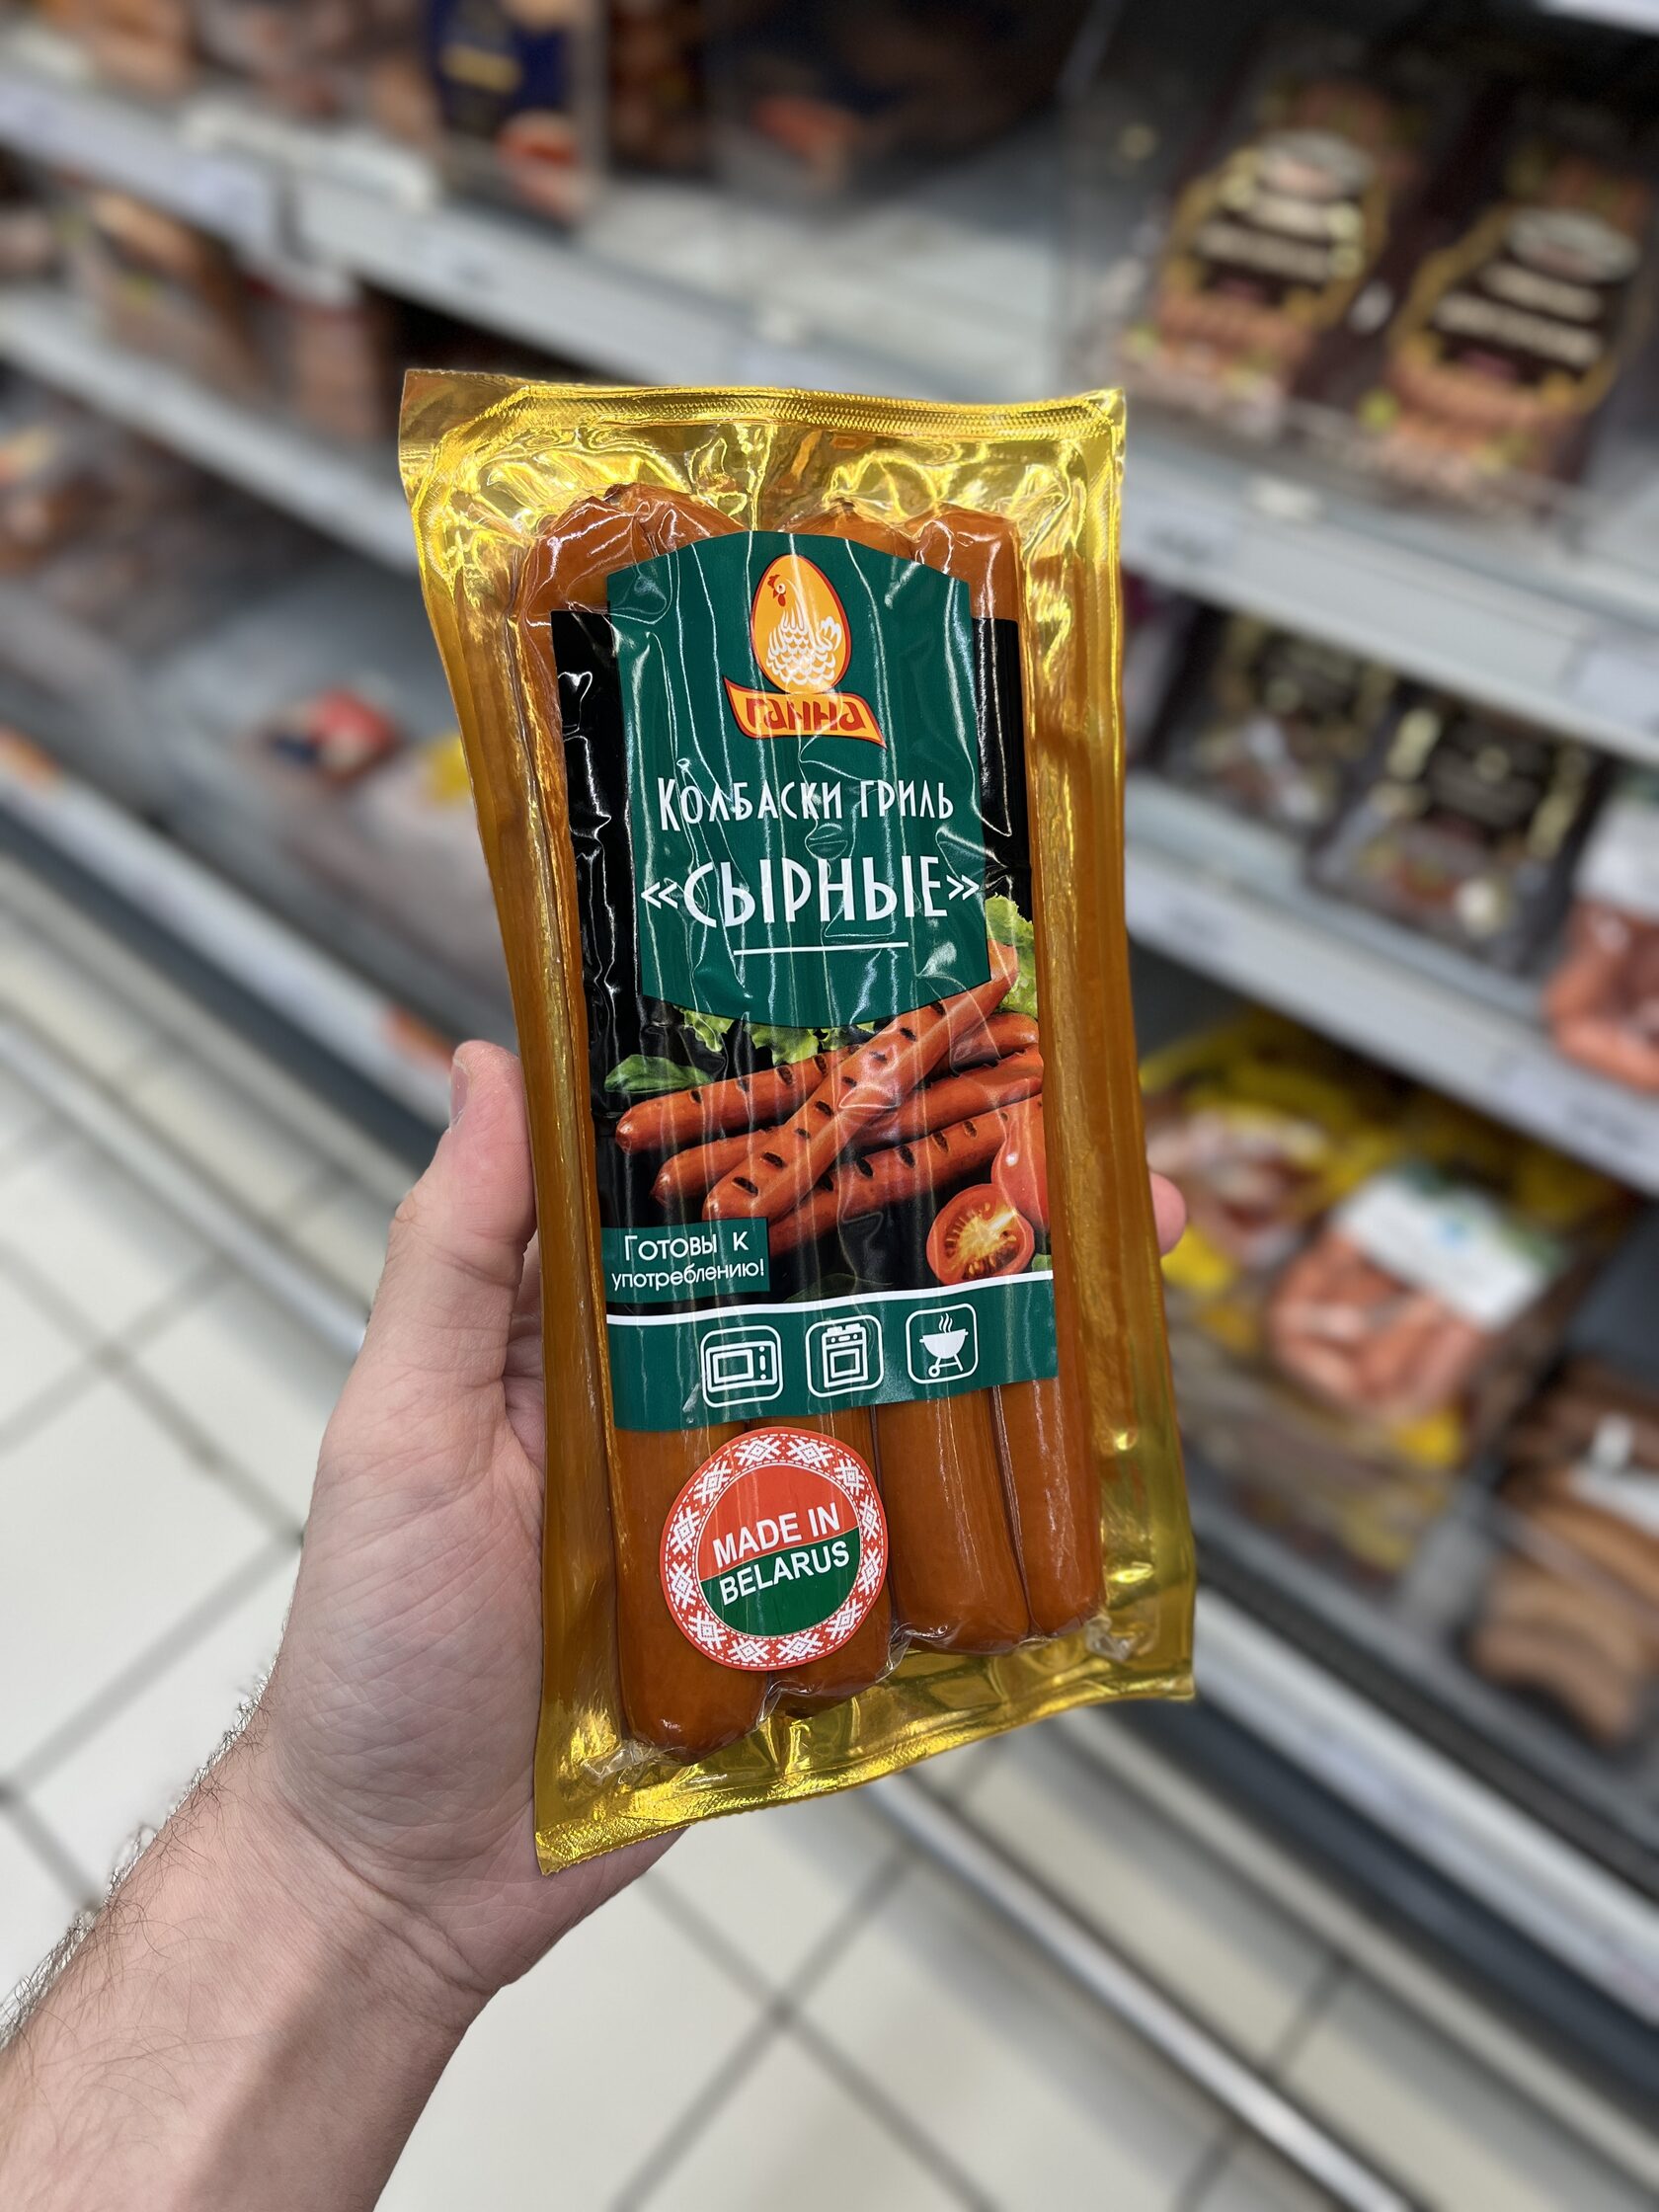 ганна
Колбаски гриль
«сырные»
Готовы к
употреблению!
MADE IN
BELARUS